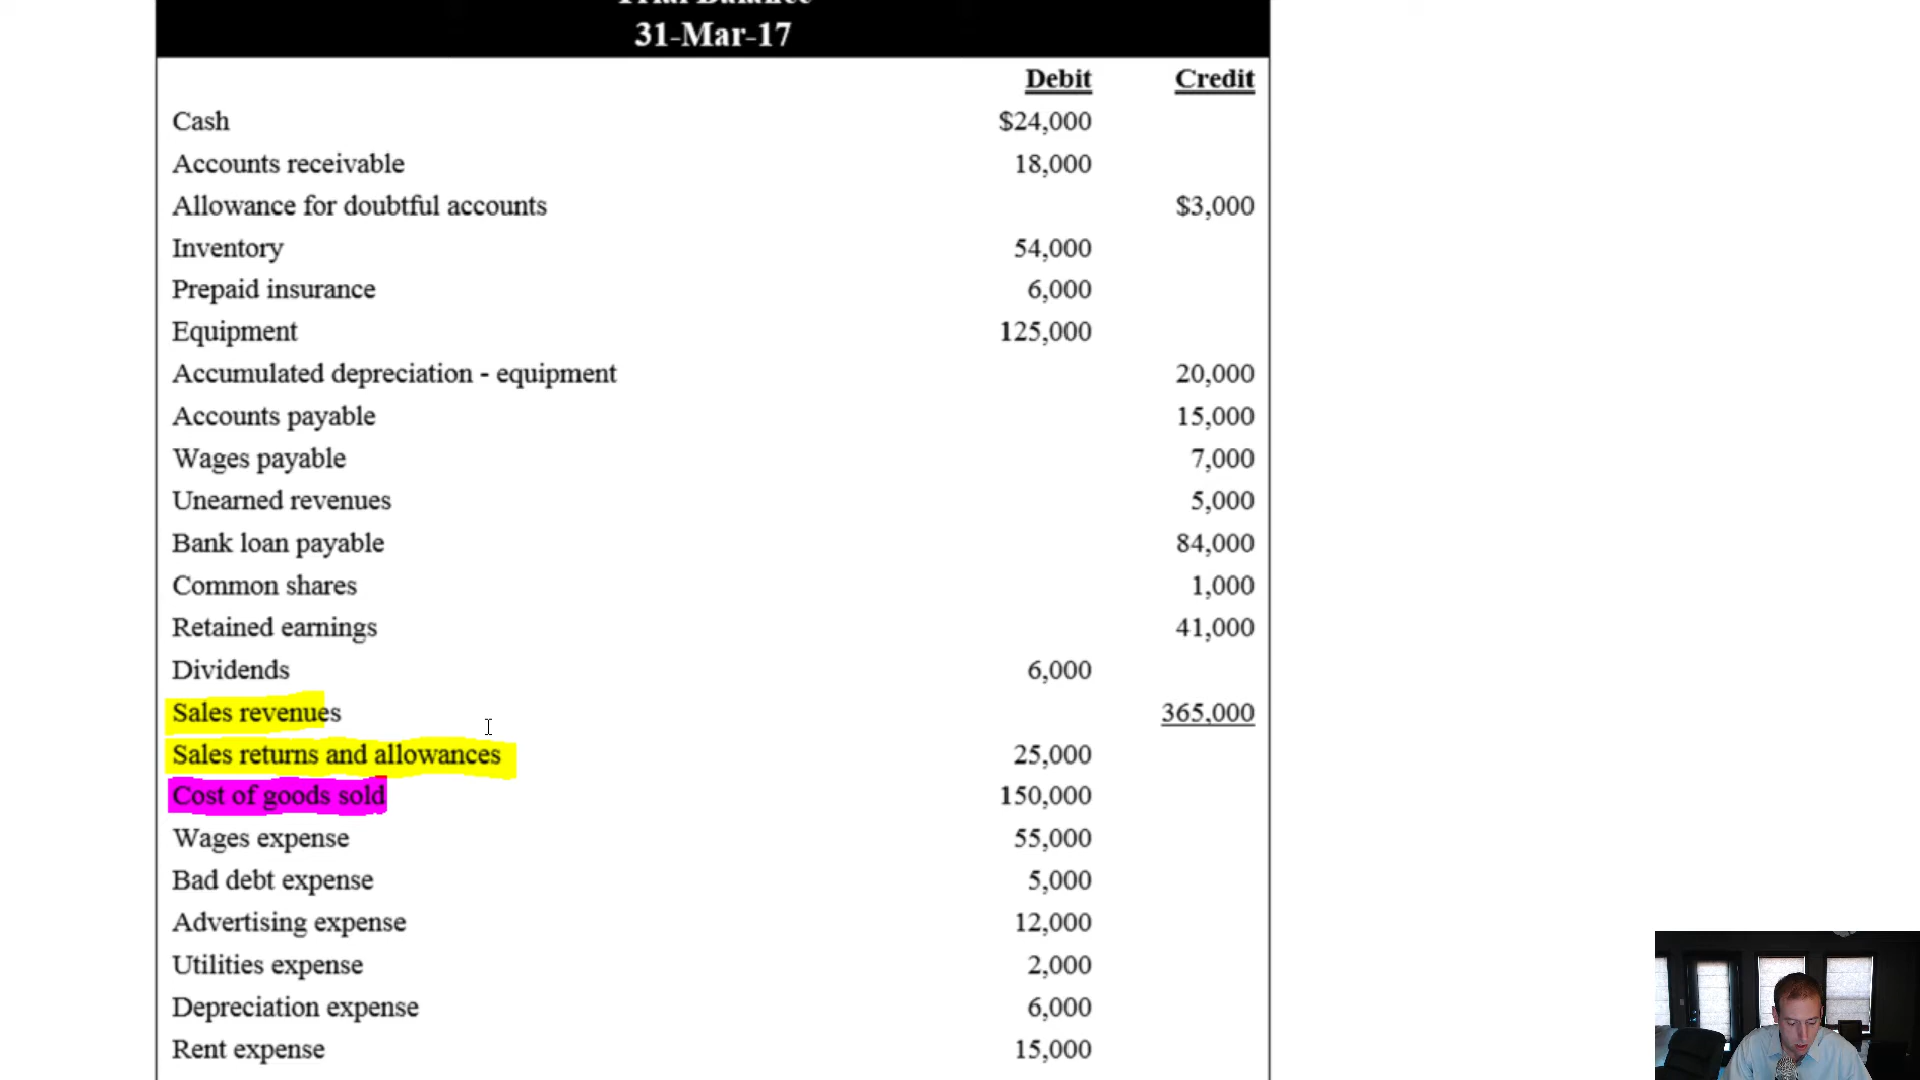 Trial Balance
31-Mar-17
Debit Credit
Cash $24,000
Accounts receivable 18,000
Allowance for doubtful accounts $3,000
Inventory 54,000
Prepaid insurance 6,000
Equipment 125,000
Accumulated depreciation - equipment 20,000
Accounts payable 15,000
Wages payable 7,000
Unearned revenues 5,000
Bank loan payable 84,000
Common shares 1,000
Retained earnings 41,000
Dividends 6,000
Sales revenues 365,000
Sales returns and allowances 25,000
Cost of goods sold 150,000
Wages expense 55,000
Bad debt expense 5,000
Advertising expense 12,000
Utilities expense 2,000
Depreciation expense 6,000
Rent expense 15,000